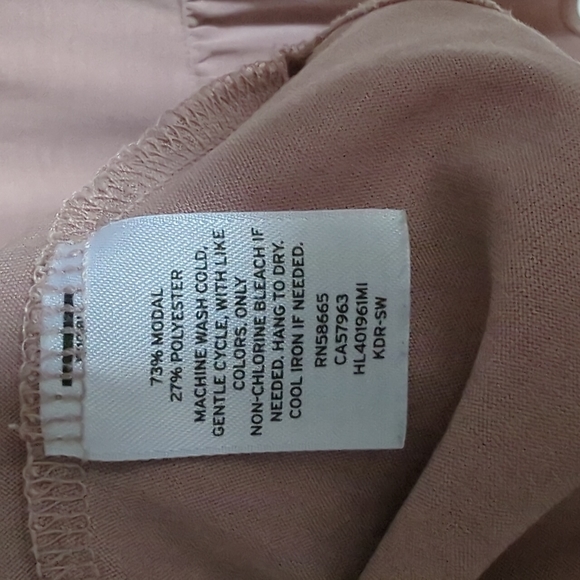 73% MODAL
27% POLYESTER
MACHINE WASH COLD,
GENTLE CYCLE, WITH LIKE
COLORS. ONLY
NON-CHLORINE BLEACH IF
NEEDED. HANG TO DRY.
COOL IRON IF NEEDED.
RN58665
CA57963
HL401961MI
KDR-SW